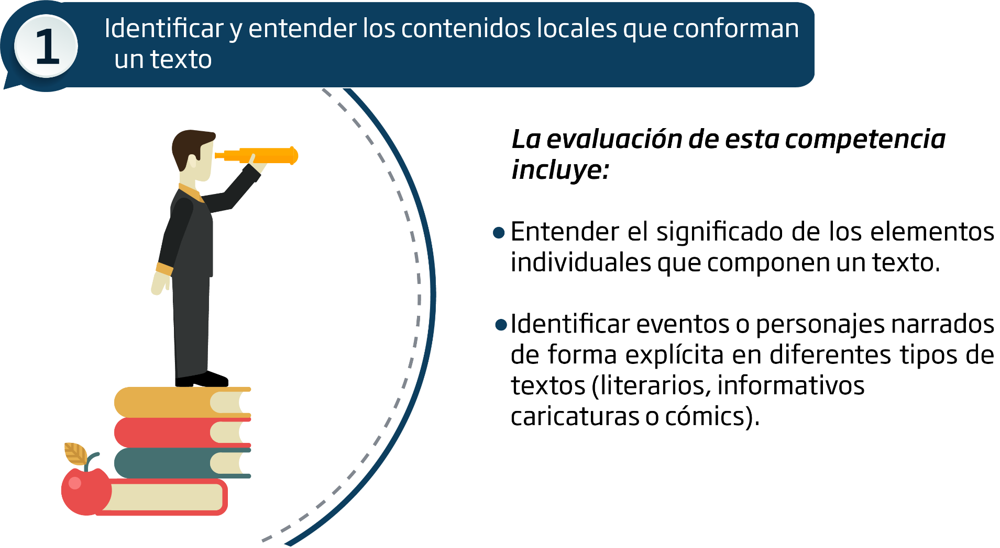 1
Identificar y entender los contenidos locales que conforman
un texto
La evaluación de esta competencia
incluye:
● Entender el significado de los elementos
individuales que componen un texto.
● Identificar eventos o personajes narrados
de forma explícita en diferentes tipos de
textos (literarios, informativos
caricaturas o cómics).